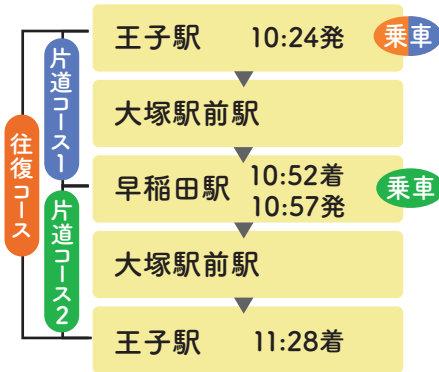 王子駅 10:24発 乗車
大塚駅前駅
早稲田駅 10:52着
10:57発 乗車
大塚駅前駅
王子駅 11:28着
往復コース
片道コース1
片道コース2